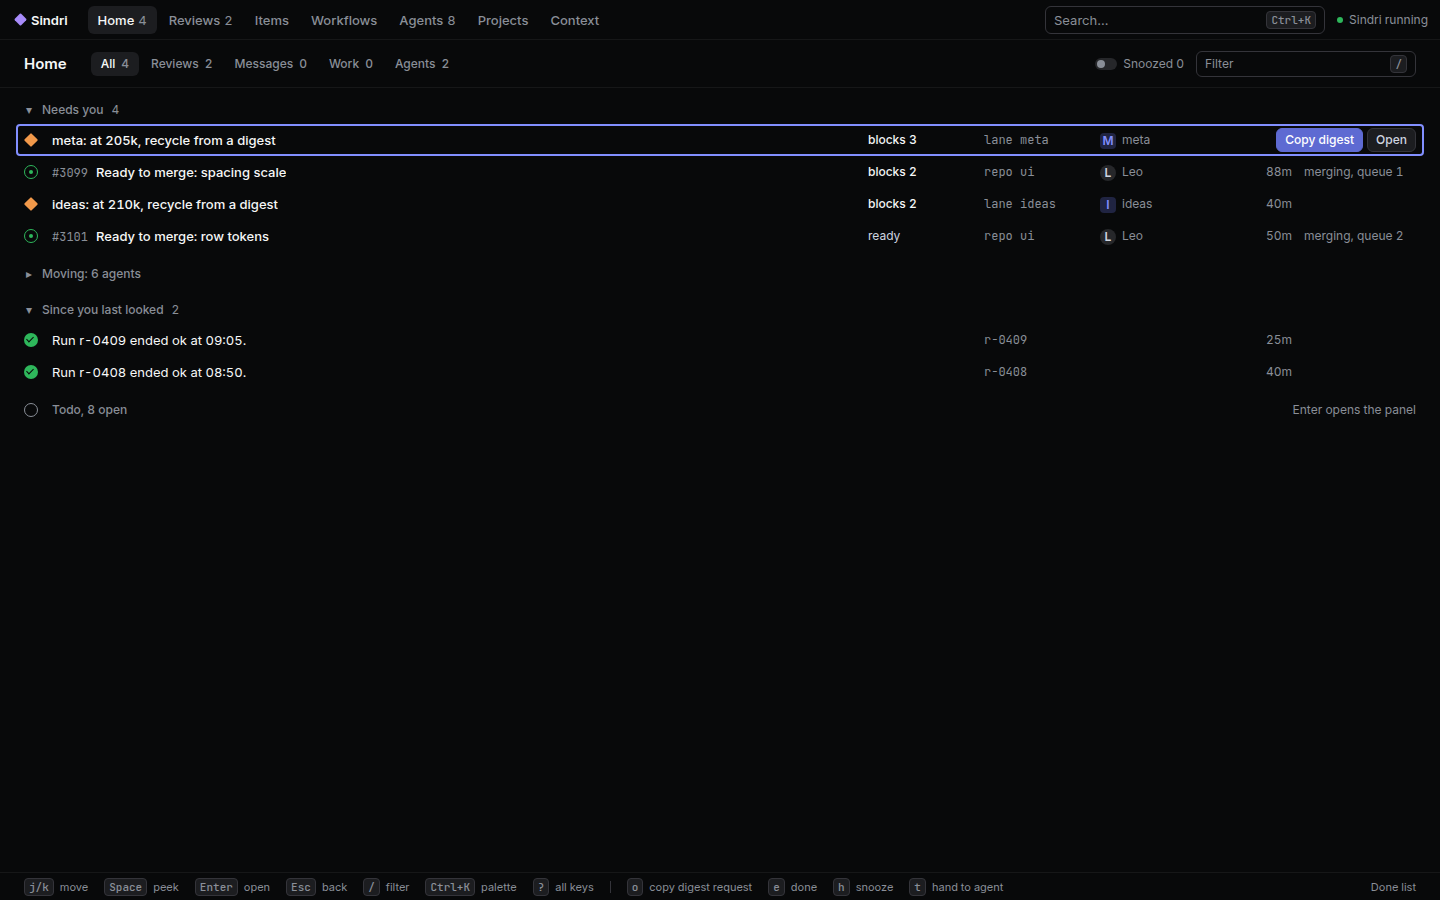 Sindri Home 4 Reviews 2 Items Workflows Agents 8 Projects Context Search... Ctrl+K Sindri running
Home All 4 Reviews 2 Messages 0 Work 0 Agents 2 Snoozed 0 Filter /
Needs you 4
meta: at 205k, recycle from a digest blocks 3 lane meta M meta Copy digest Open
#3099 Ready to merge: spacing scale blocks 2 repo ui L Leo 88m merging, queue 1
ideas: at 210k, recycle from a digest blocks 2 lane ideas I ideas 40m
#3101 Ready to merge: row tokens ready repo ui L Leo 50m merging, queue 2
Moving: 6 agents
Since you last looked 2
Run r-0409 ended ok at 09:05. r-0409 25m
Run r-0408 ended ok at 08:50. r-0408 40m
Todo, 8 open Enter opens the panel
j/k move Space peek Enter open Esc back / filter Ctrl+K palette ? all keys o copy digest request e done h snooze t hand to agent Done list